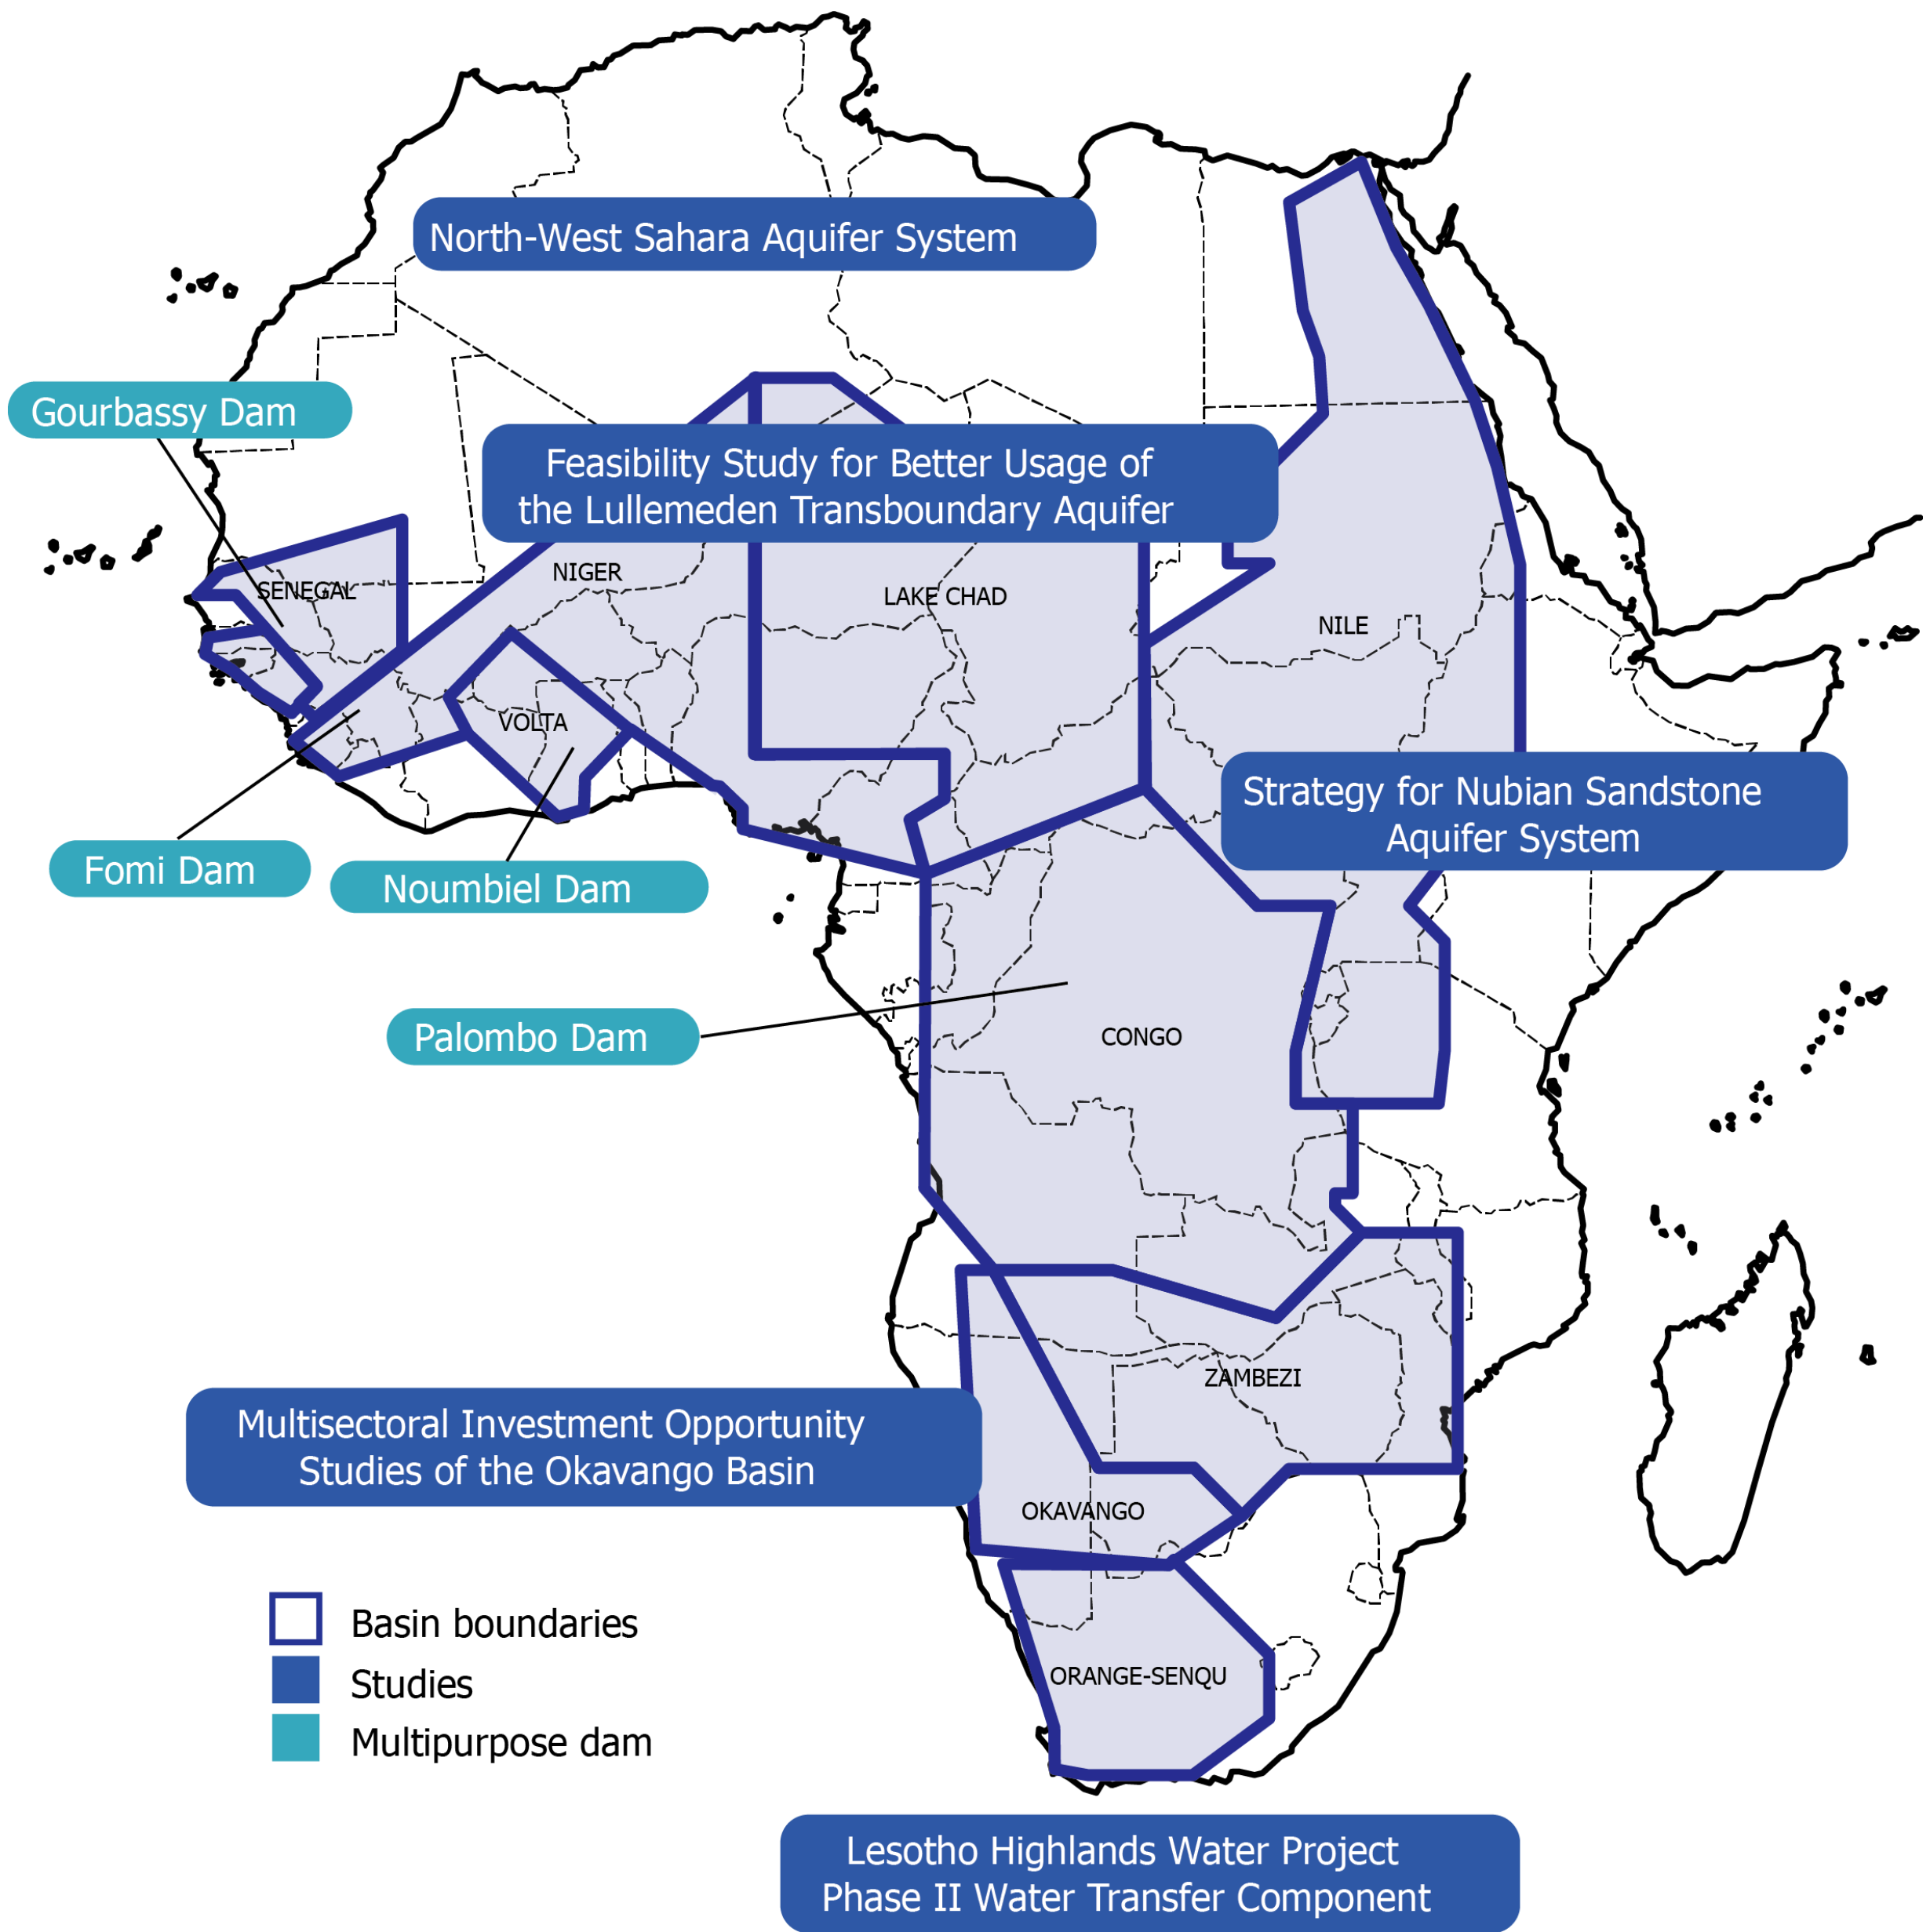 North-West Sahara Aquifer System
Gourbassy Dam
Feasibility Study for Better Usage of
the Lullemeden Transboundary Aquifer
SENEGAL
NIGER
LAKE CHAD
NILE
VOLTA
Strategy for Nubian Sandstone
Aquifer System
Fomi Dam
Noumbiel Dam
Palombo Dam
CONGO
ZAMBEZI
Multisectoral Investment Opportunity
Studies of the Okavango Basin
OKAVANGO
ORANGE-SENQU
Basin boundaries
Studies
Multipurpose dam
Lesotho Highlands Water Project
Phase II Water Transfer Component